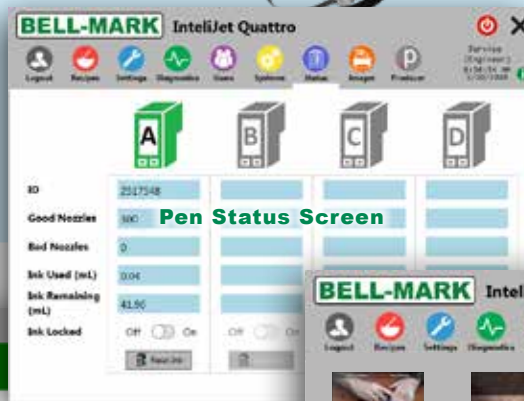 BELL-MARK InteliJet Quattro
Service
Logout Recipes Settings Diagnostics Users Systems Status Images Producer
A B C D
ID 2517548
Good Nozzles 300
Pen Status Screen
Bad Nozzles 0
Ink Used (mL) 0.04
Ink Remaining (mL) 41.96
Ink Locked Off On Off On
BELL-MARK Intel
Logout Recipes Settings Diagnostics